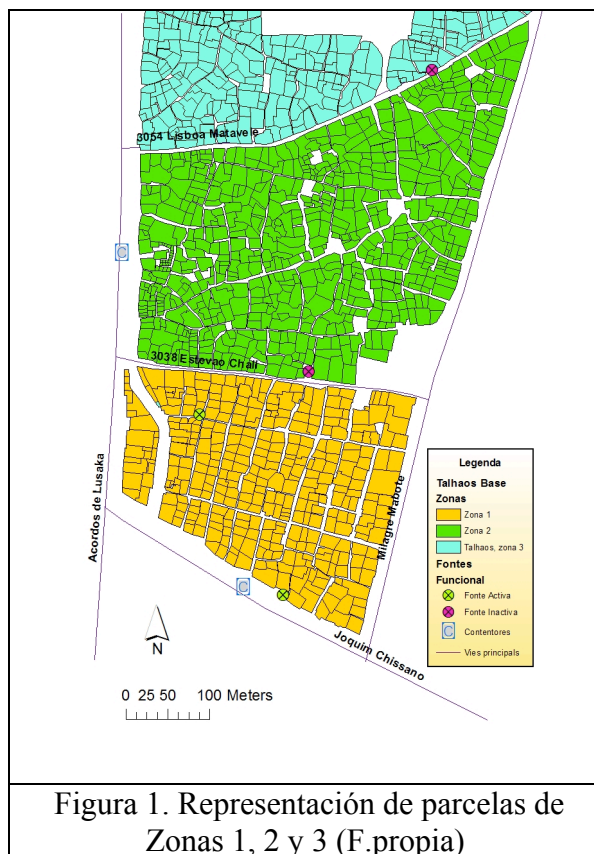 3054 Lisboa Matavele
C
3038 Estevao Chali
Acordos de Lusaka
Milagre Mabote
C
Joquim Chissano
N
0 25 50 100 Meters
Legenda
Talhaos Base
Zonas
Zona 1
Zona 2
Talhaos, zona 3
Fontes
Funcional
Fonte Activa
Fonte Inactiva
C Contentores
Vies principals
Figura 1. Representación de parcelas de
Zonas 1, 2 y 3 (F.propia)